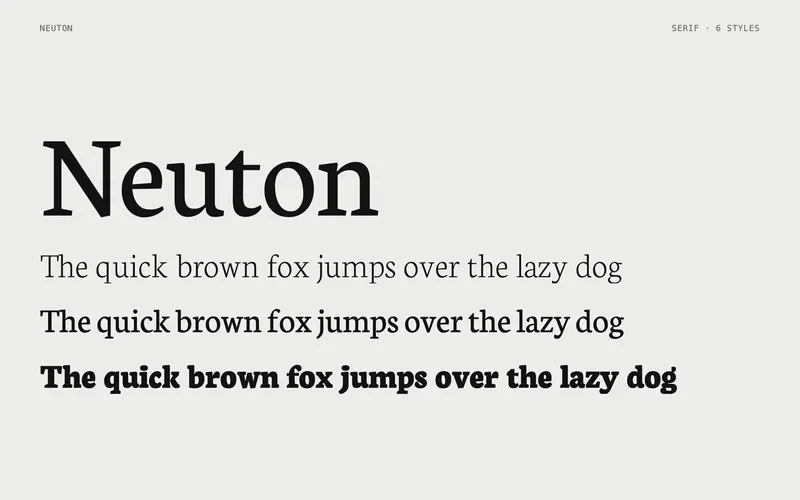 NEUTON
SERIF · 6 STYLES
Neuton
The quick brown fox jumps over the lazy dog
The quick brown fox jumps over the lazy dog
The quick brown fox jumps over the lazy dog